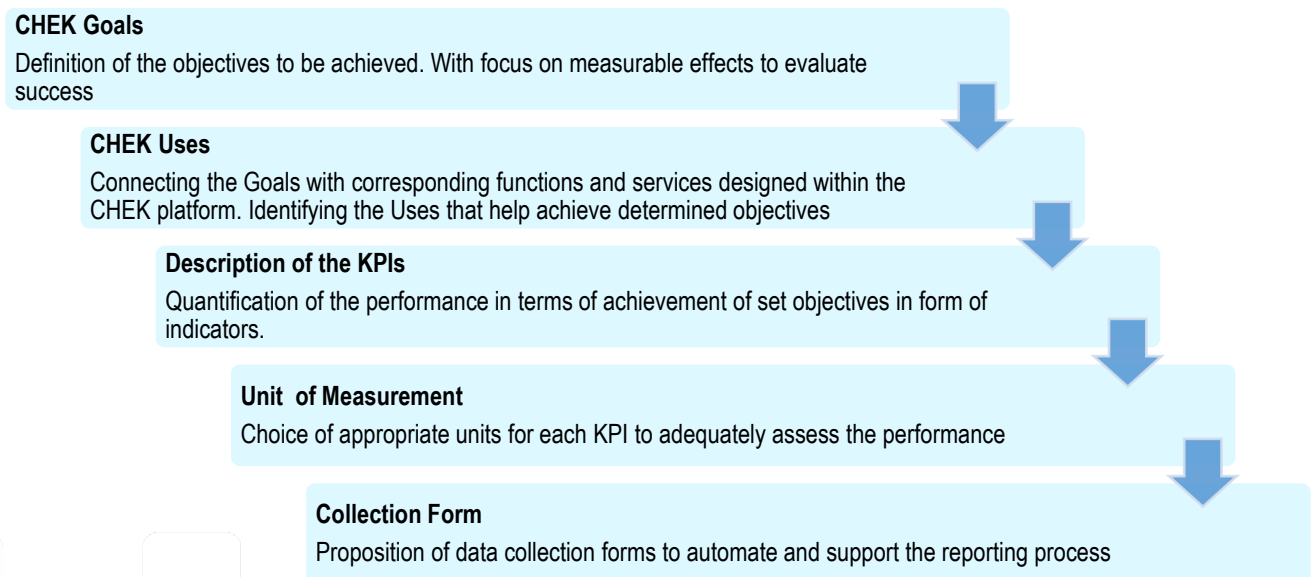 CHEK Goals
Definition of the objectives to be achieved. With focus on measurable effects to evaluate
success
CHEK Uses
Connecting the Goals with corresponding functions and services designed within the
CHEK platform. Identifying the Uses that help achieve determined objectives
Description of the KPIs
Quantification of the performance in terms of achievement of set objectives in form of
indicators.
Unit  of Measurement
Choice of appropriate units for each KPI to adequately assess the performance
Collection Form
Proposition of data collection forms to automate and support the reporting process